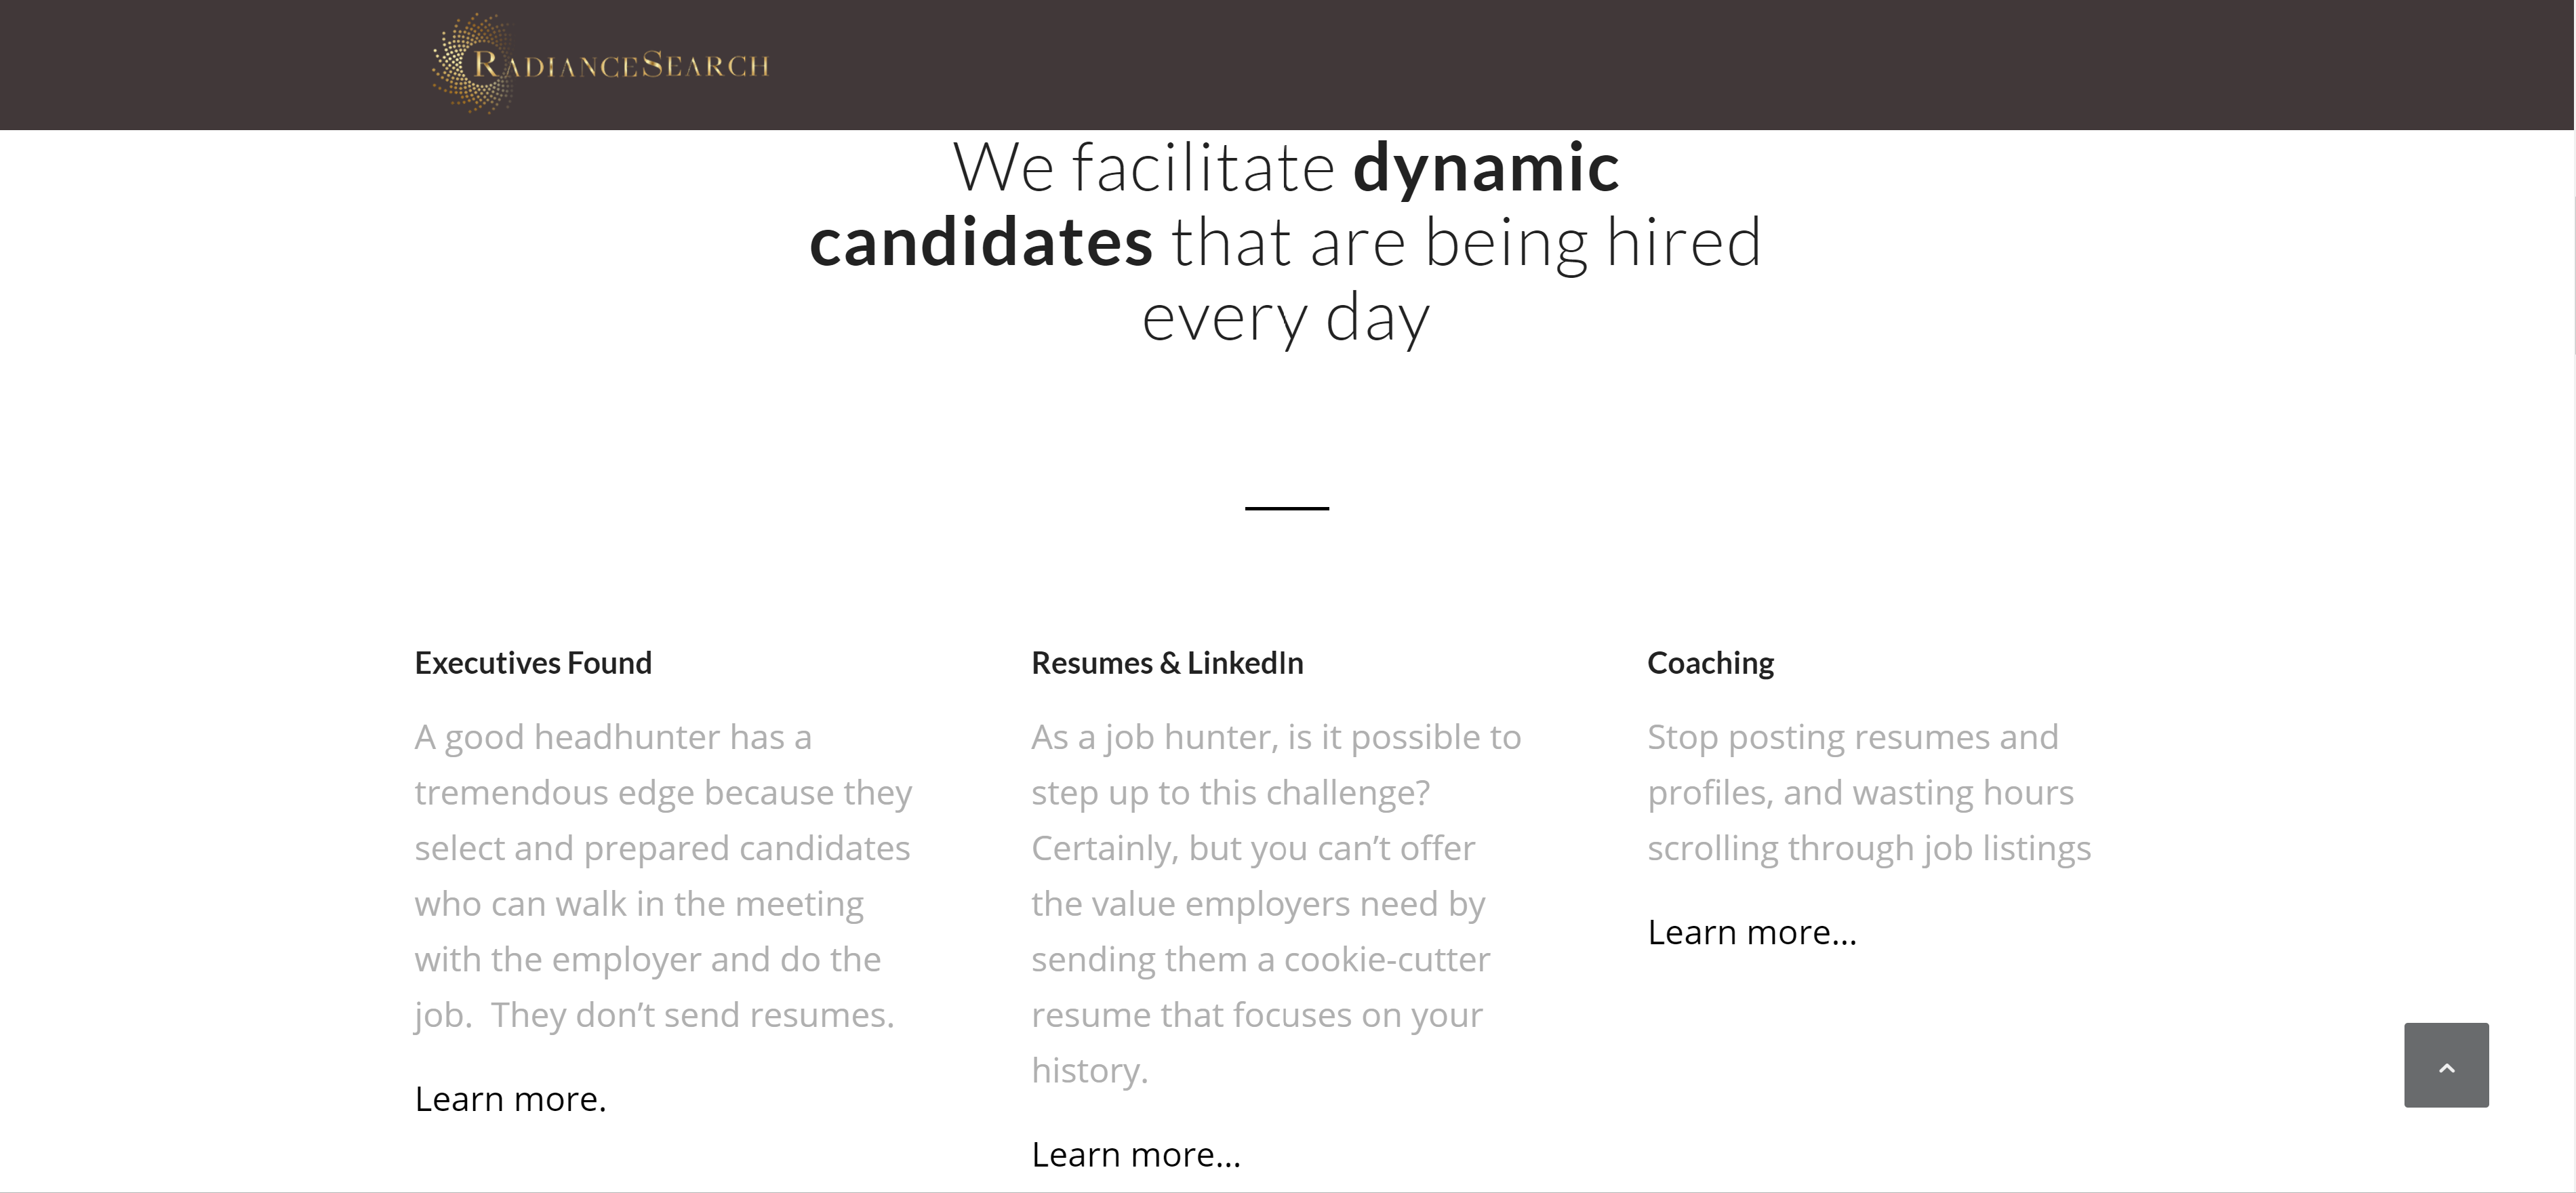 RADIANCESEARCH
We facilitate dynamic
candidates that are being hired
every day
Executives Found
A good headhunter has a
tremendous edge because they
select and prepared candidates
who can walk in the meeting
with the employer and do the
job.  They don’t send resumes.
Learn more.
Resumes & LinkedIn
As a job hunter, is it possible to
step up to this challenge?
Certainly, but you can’t offer
the value employers need by
sending them a cookie-cutter
resume that focuses on your
history.
Learn more...
Coaching
Stop posting resumes and
profiles, and wasting hours
scrolling through job listings
Learn more...